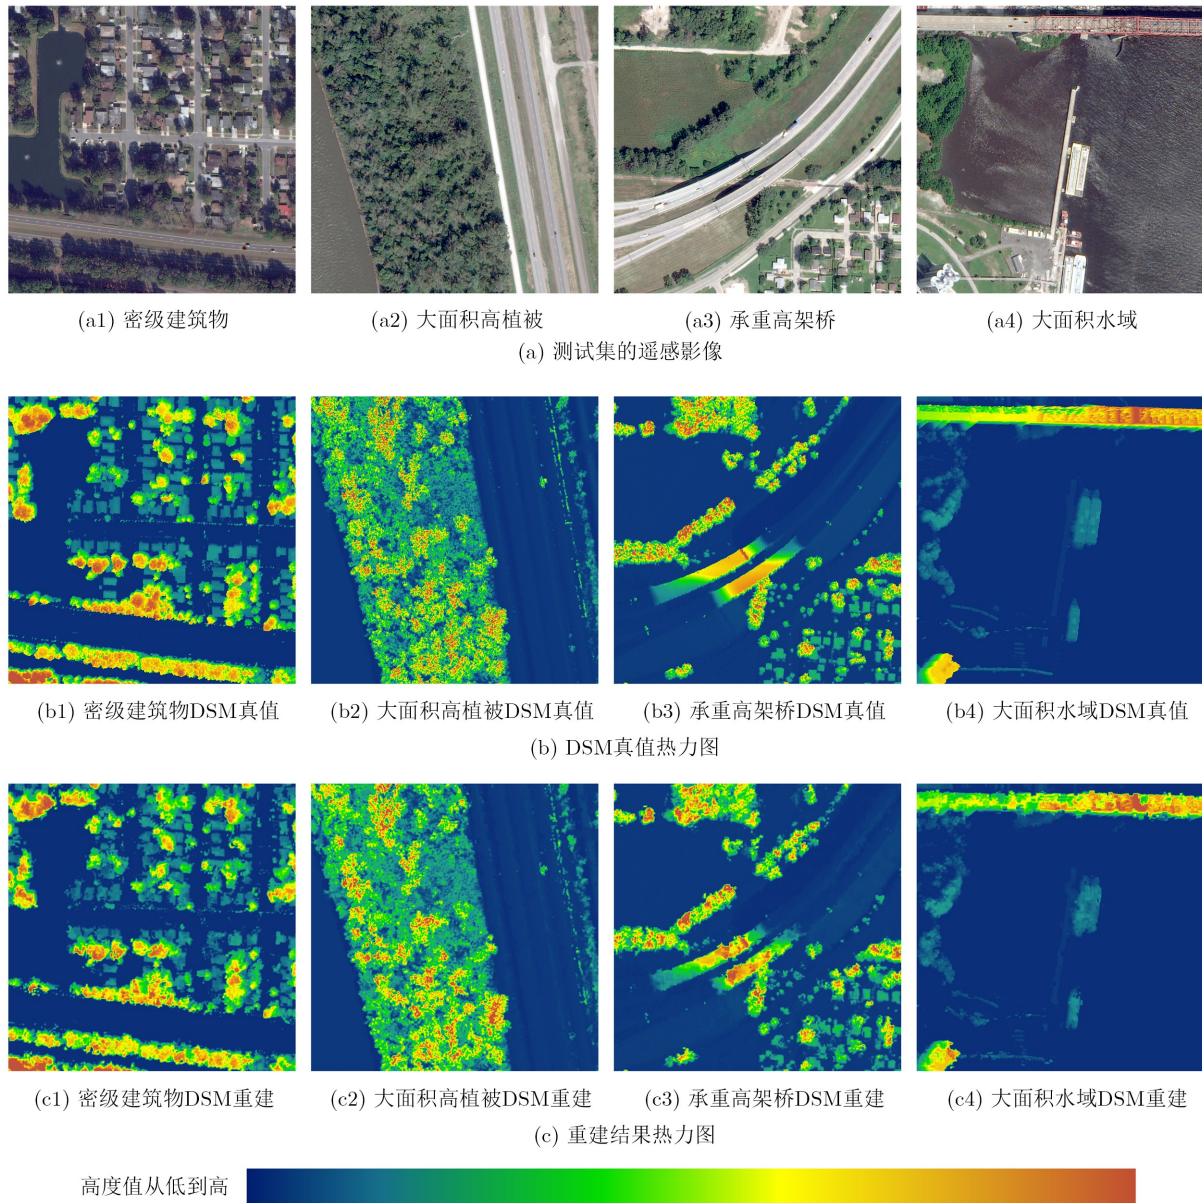 (a1) 密级建筑物
(a2) 大面积高植被
(a3) 承重高架桥
(a4) 大面积水域
(a) 测试集的遥感影像
(b1) 密级建筑物DSM真值
(b2) 大面积高植被DSM真值
(b3) 承重高架桥DSM真值
(b4) 大面积水域DSM真值
(b) DSM真值热力图
(c1) 密级建筑物DSM重建
(c2) 大面积高植被DSM重建
(c3) 承重高架桥DSM重建
(c4) 大面积水域DSM重建
(c) 重建结果热力图
高度值从低到高